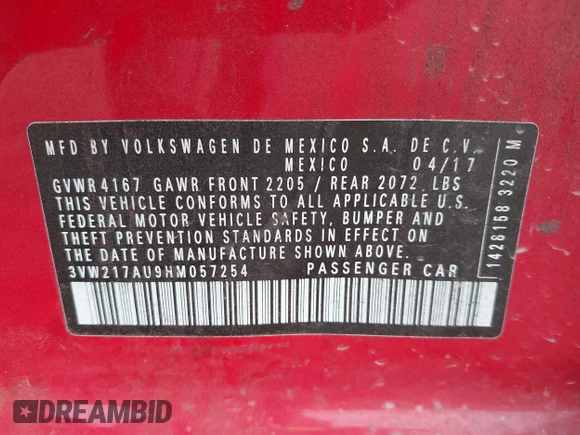 MFD BY VOLKSWAGEN DE MEXICO S.A. DE C.V.
MEXICO 04/17
GVWR 4167 GAWR FRONT 2205 / REAR 2072 LBS
THIS VEHICLE CONFORMS TO ALL APPLICABLE U.S.
FEDERAL MOTOR VEHICLE SAFETY, BUMPER AND
THEFT PREVENTION STANDARDS IN EFFECT ON
THE DATE OF MANUFACTURE SHOWN ABOVE.
3VW217AU9HM057254 PASSENGER CAR
1428158 3220 M
DREAMBID